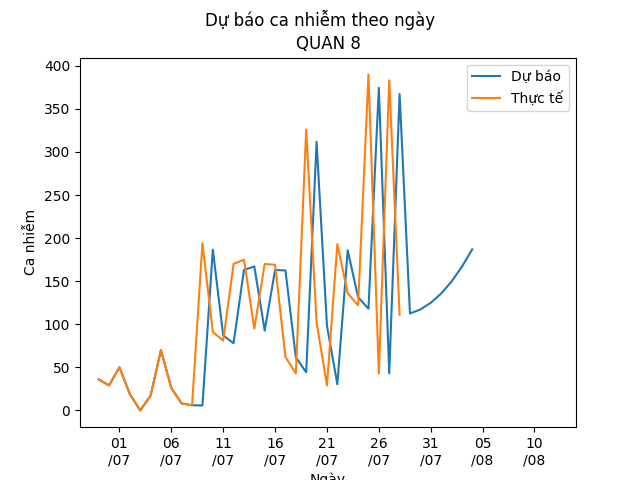 Dự báo ca nhiễm theo ngày
QUAN 8
Ca nhiễm
400
350
300
250
200
150
100
50
0
Dự báo
Thực tế
01 06 11 16 21 26 31 05 10
/07 /07 /07 /07 /07 /07 /07 /08 /08
Ngày